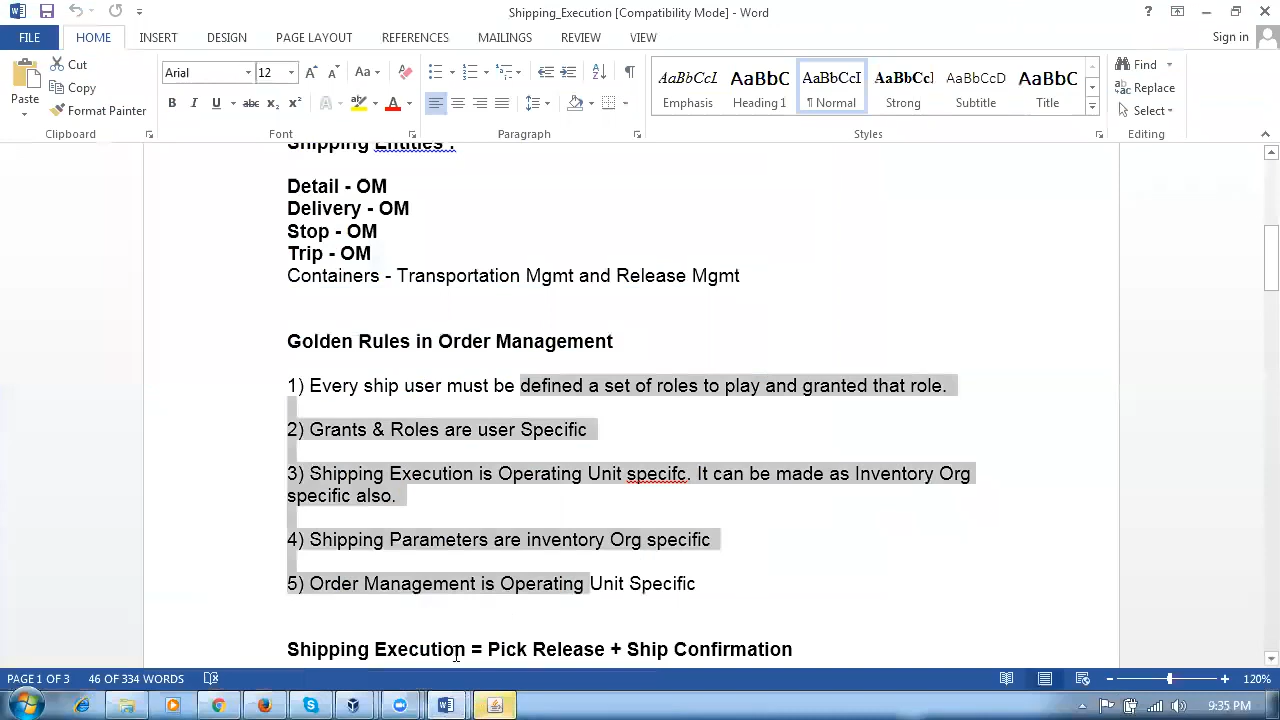 Shipping_Execution [Compatibility Mode] - Word
FILE HOME INSERT DESIGN PAGE LAYOUT REFERENCES MAILINGS REVIEW VIEW Sign in
Paste
Cut
Copy
Format Painter
Clipboard
Arial 12
Font
Paragraph
AaBbCcI AaBbC AaBbCcI AaBbCcI AaBbCcD AaBbC
Emphasis Heading 1 ¶ Normal Strong Subtitle Title
Styles
Find
Replace
Select
Editing
Shipping Entities :
Detail - OM
Delivery - OM
Stop - OM
Trip - OM
Containers - Transportation Mgmt and Release Mgmt
Golden Rules in Order Management
1) Every ship user must be defined a set of roles to play and granted that role.
2) Grants & Roles are user Specific
3) Shipping Execution is Operating Unit specifc. It can be made as Inventory Org
specific also.
4) Shipping Parameters are inventory Org specific
5) Order Management is Operating Unit Specific
Shipping Execution = Pick Release + Ship Confirmation
PAGE 1 OF 3 46 OF 334 WORDS 120%
9:35 PM